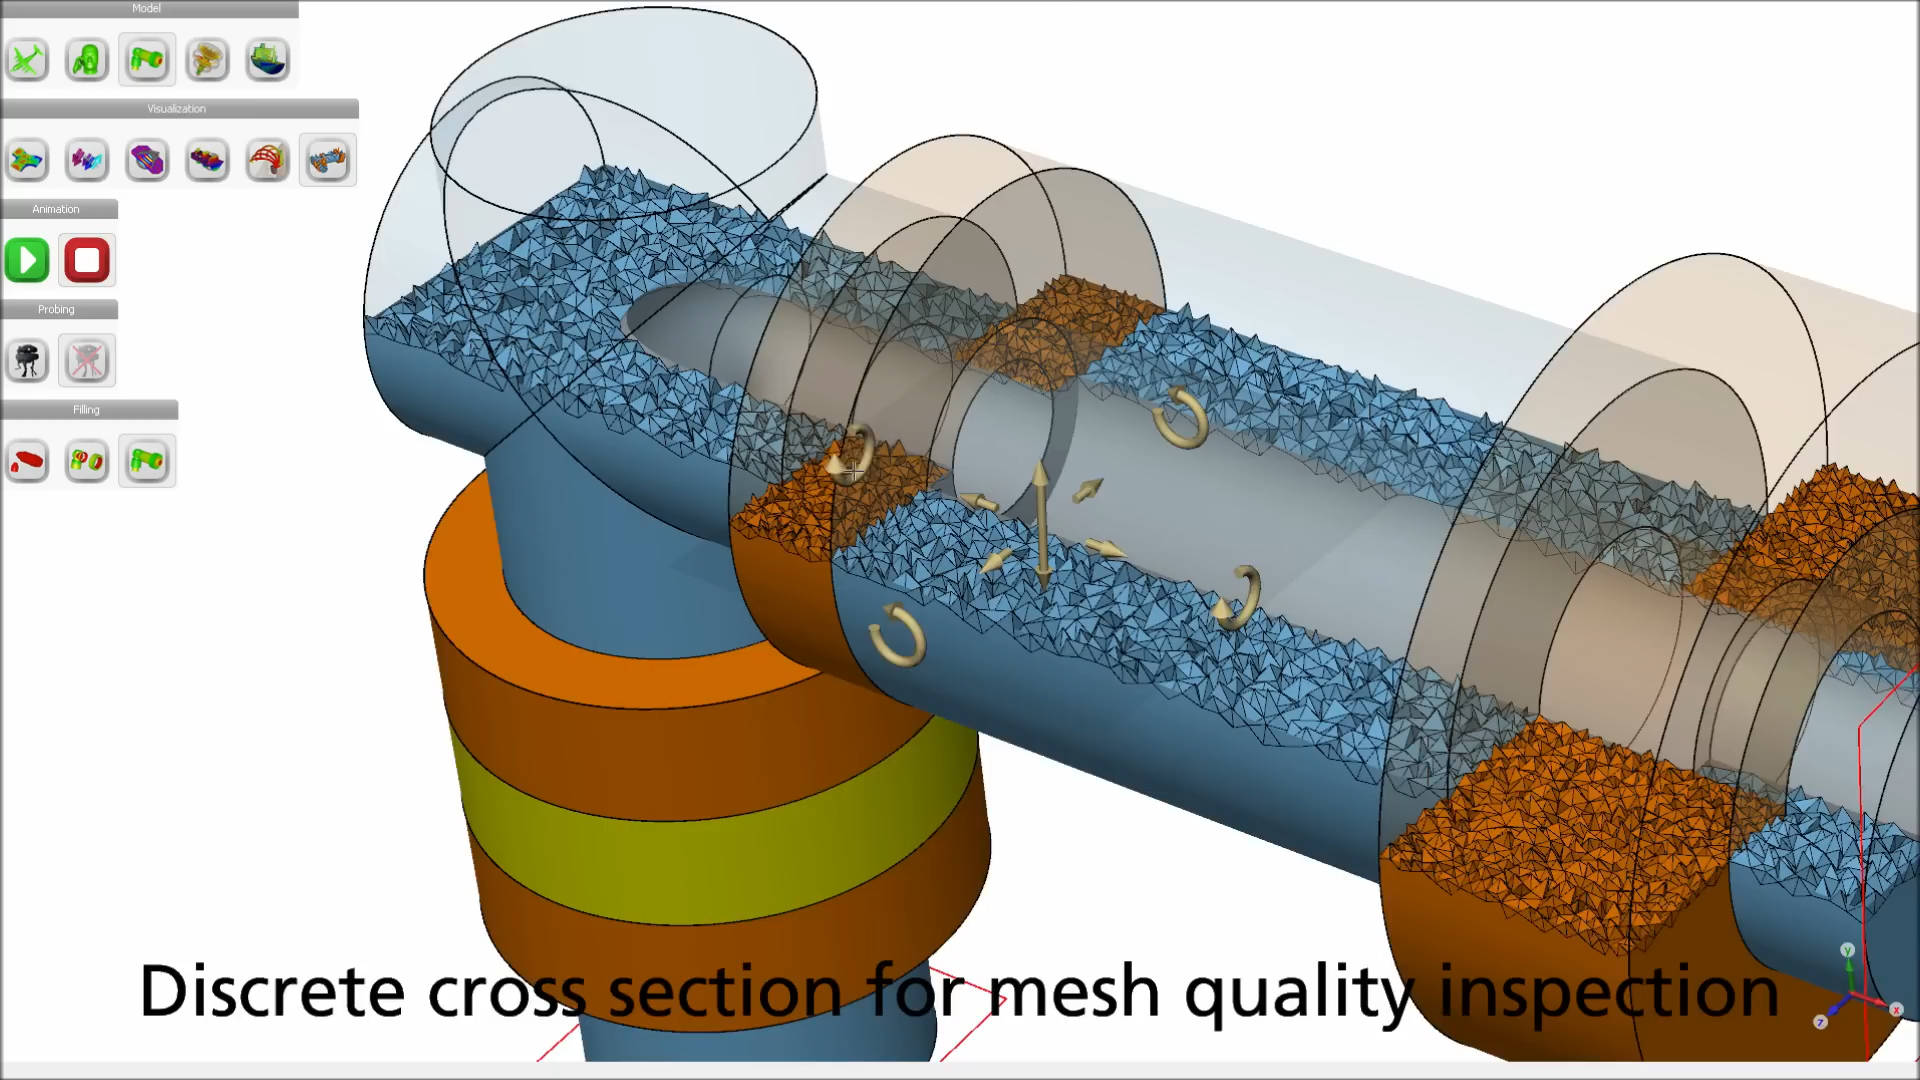 Model
Visualization
Animation
Probing
Filling
Discrete cross section for mesh quality inspection
y
x
z